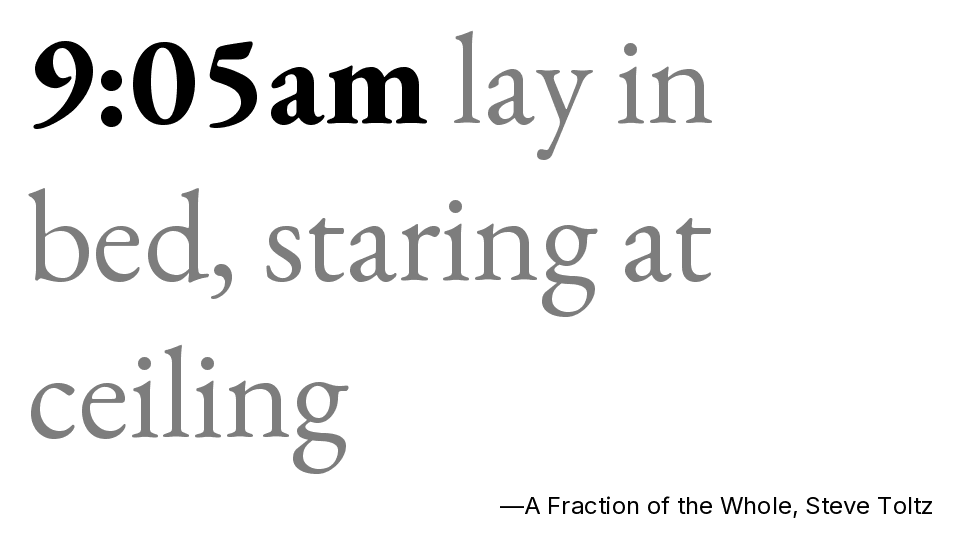 9:05am lay in
bed, staring at
ceiling
—A Fraction of the Whole, Steve Toltz